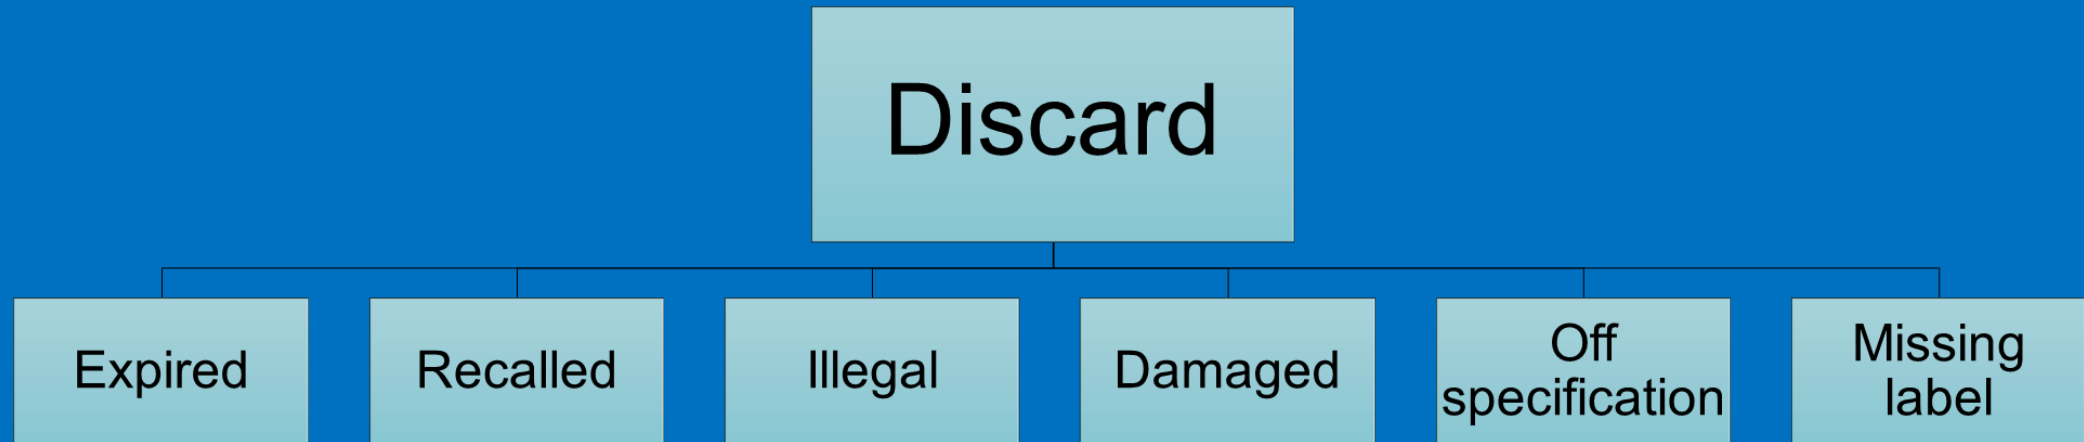 Discard
Expired
Recalled
Illegal
Damaged
Off
specification
Missing
label